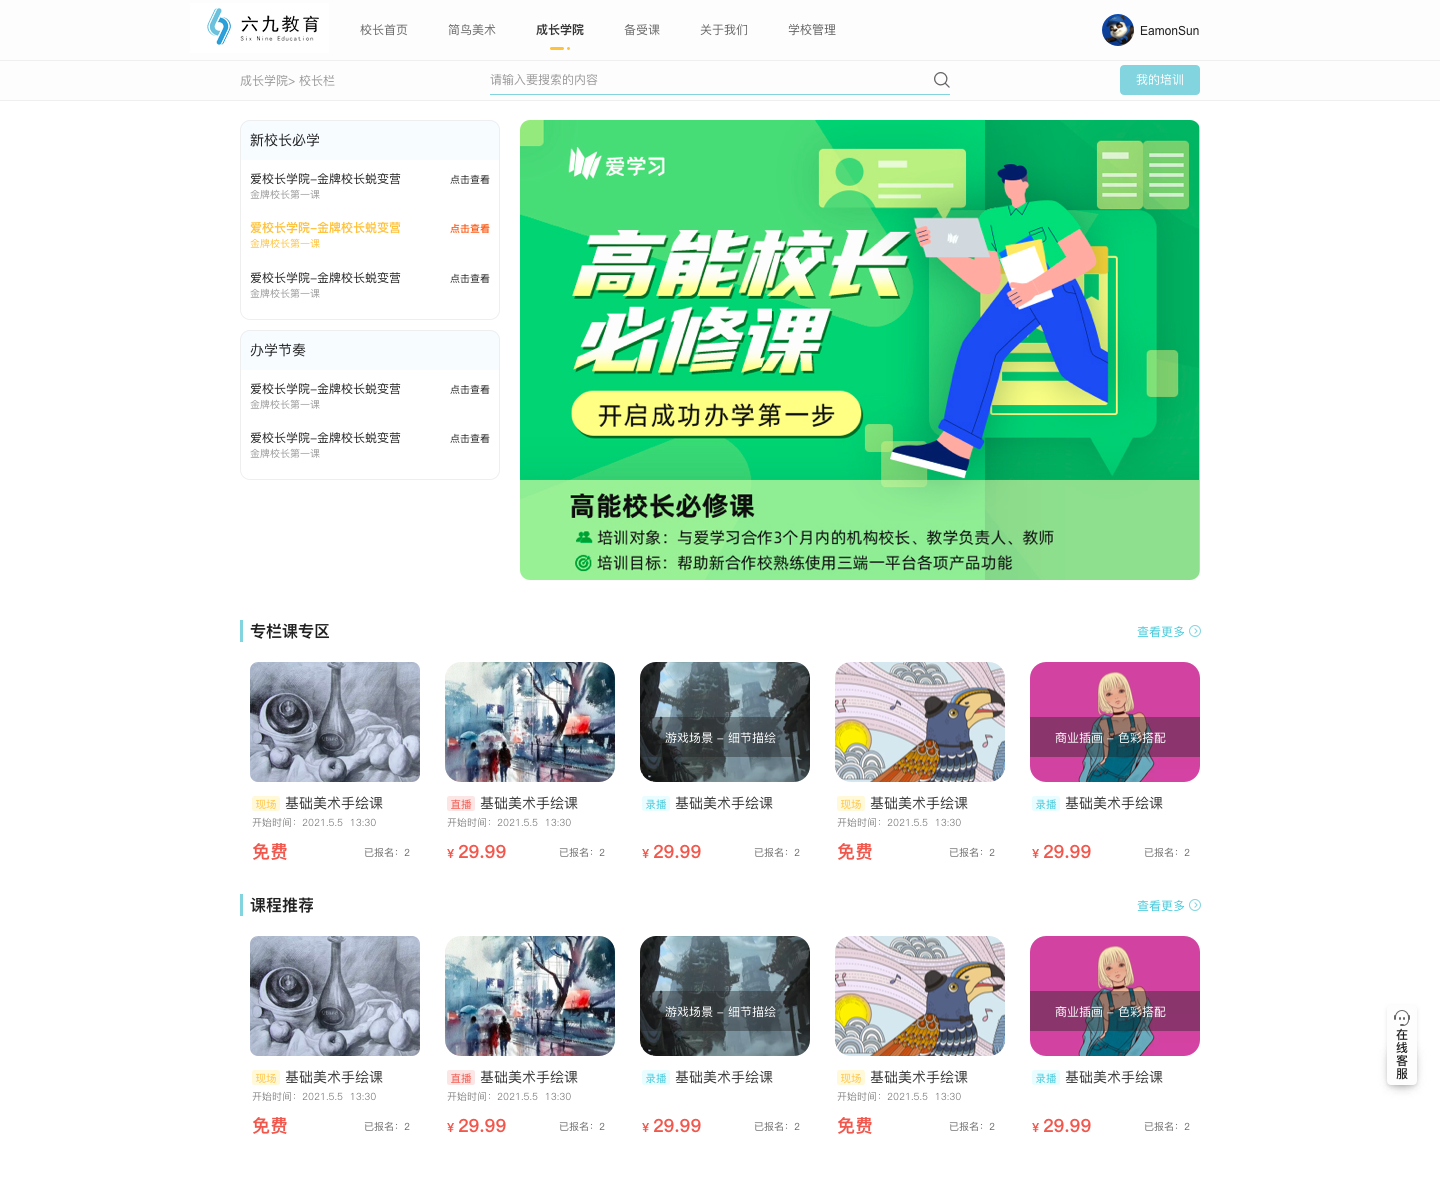 六九教育
Six Nine Education
校长首页
简鸟美术
成长学院
备受课
关于我们
学校管理
EamonSun
成长学院> 校长栏
请输入要搜索的内容
我的培训
新校长必学
爱校长学院-金牌校长蜕变营
点击查看
金牌校长第一课
爱校长学院-金牌校长蜕变营
点击查看
金牌校长第一课
爱校长学院-金牌校长蜕变营
点击查看
金牌校长第一课
办学节奏
爱校长学院-金牌校长蜕变营
点击查看
金牌校长第一课
爱校长学院-金牌校长蜕变营
点击查看
金牌校长第一课
爱学习
高能校长
必修课
开启成功办学第一步
高能校长必修课
培训对象：与爱学习合作3个月内的机构校长、教学负责人、教师
培训目标：帮助新合作校熟练使用三端一平台各项产品功能
专栏课专区
查看更多
游戏场景 - 细节描绘
商业插画 - 色彩搭配
现场 基础美术手绘课
直播 基础美术手绘课
录播 基础美术手绘课
现场 基础美术手绘课
录播 基础美术手绘课
开始时间：2021.5.5 13:30
开始时间：2021.5.5 13:30
开始时间：2021.5.5 13:30
免费
已报名：2
¥ 29.99
已报名：2
¥ 29.99
已报名：2
免费
已报名：2
¥ 29.99
已报名：2
课程推荐
查看更多
游戏场景 - 细节描绘
商业插画 - 色彩搭配
现场 基础美术手绘课
直播 基础美术手绘课
录播 基础美术手绘课
现场 基础美术手绘课
录播 基础美术手绘课
开始时间：2021.5.5 13:30
开始时间：2021.5.5 13:30
开始时间：2021.5.5 13:30
免费
已报名：2
¥ 29.99
已报名：2
¥ 29.99
已报名：2
免费
已报名：2
¥ 29.99
已报名：2
在线客服